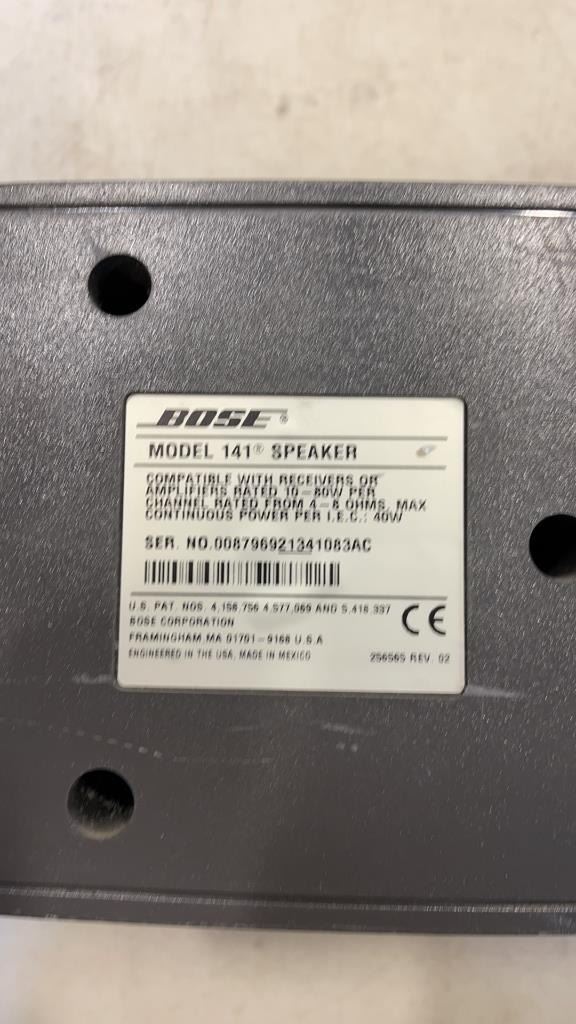 BOSE®
MODEL 141® SPEAKER
COMPATIBLE WITH RECEIVERS OR
AMPLIFIERS RATED 10-80W PER
CHANNEL RATED FROM 4-8 OHMS. MAX
CONTINUOUS POWER PER I.E.C.: 40W
SER. NO.008796921341083AC
U.S. PAT. NOS. 4,158,756 4,577,069 AND 5,418,337
BOSE CORPORATION
FRAMINGHAM,MA 01701-9168 U.S.A
ENGINEERED IN THE USA, MADE IN MEXICO
CE
256565 REV. 02